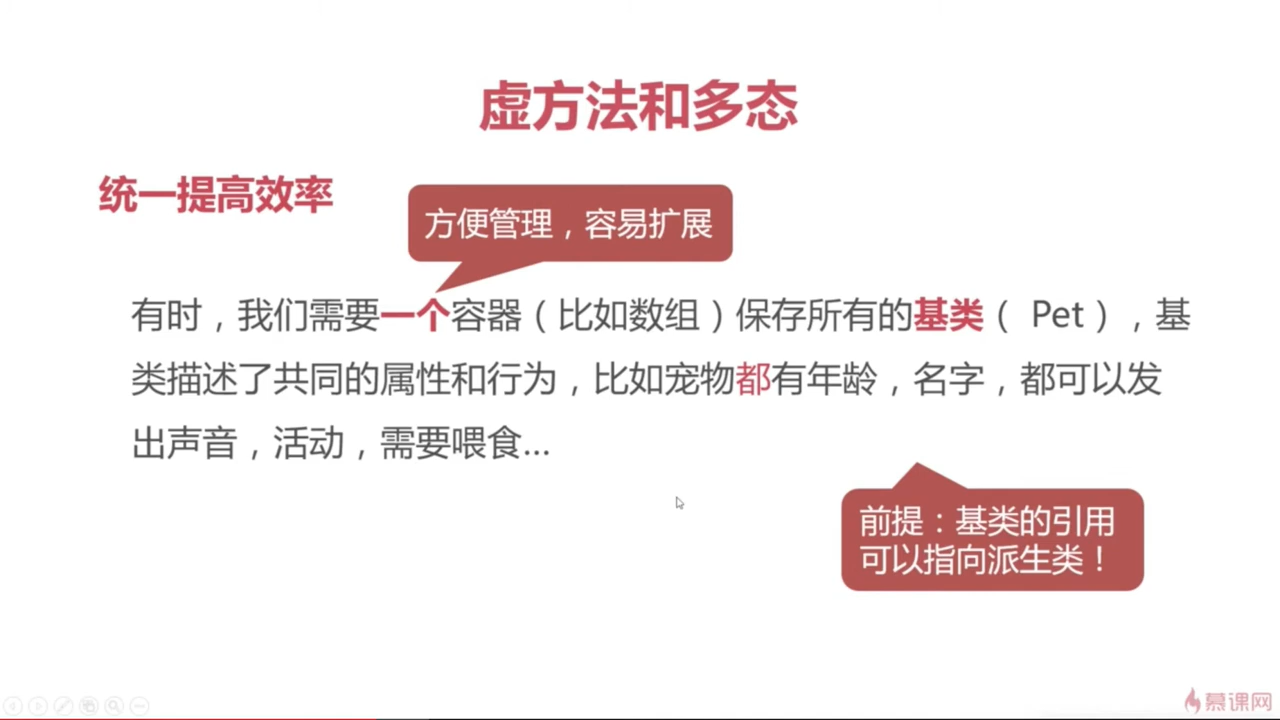 虚方法和多态
统一提高效率
方便管理，容易扩展
有时，我们需要一个容器（比如数组）保存所有的基类（ Pet ），基
类描述了共同的属性和行为，比如宠物都有年龄，名字，都可以发
出声音，活动，需要喂食...
前提：基类的引用
可以指向派生类！
慕课网